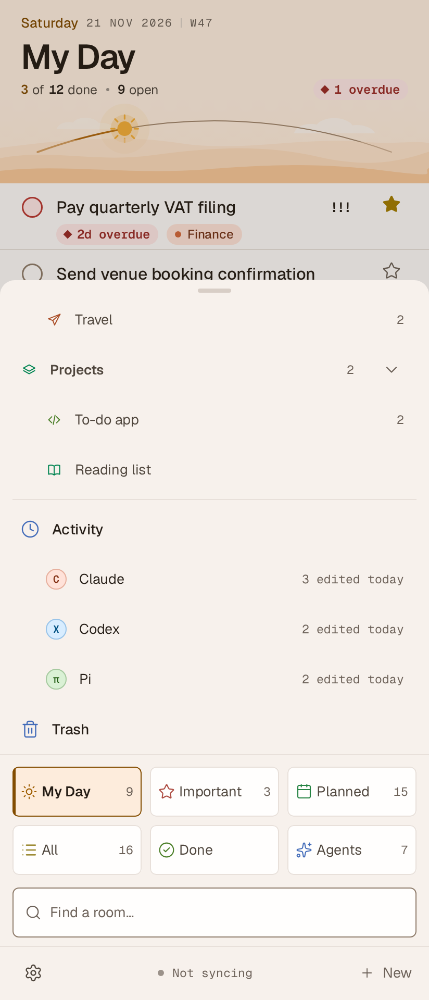 Saturday 21 NOV 2026 | W47
My Day
3 of 12 done • 9 open
1 overdue
Pay quarterly VAT filing !!!
2d overdue Finance
Send venue booking confirmation
Travel 2
Projects 2
To-do app 2
Reading list
Activity
C Claude 3 edited today
X Codex 2 edited today
π Pi 2 edited today
Trash
My Day 9 Important 3 Planned 15
All 16 Done Agents 7
Find a room...
Not syncing + New